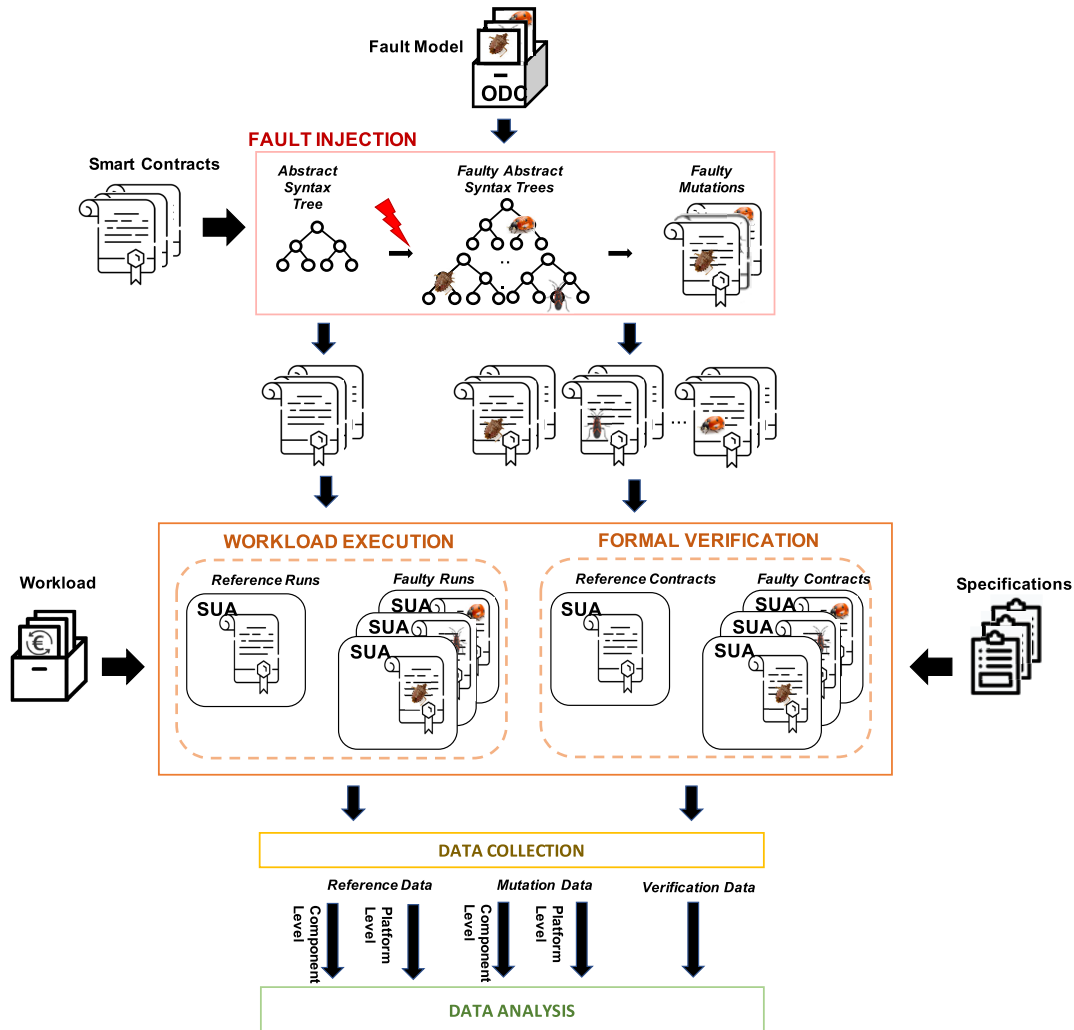 Fault Model
ODC
FAULT INJECTION
Smart Contracts
Abstract
Syntax
Tree
Faulty Abstract
Syntax Trees
Faulty
Mutations
..
.
...
WORKLOAD EXECUTION
FORMAL VERIFICATION
Workload
Reference Runs
Faulty Runs
Reference Contracts
Faulty Contracts
Specifications
€
SUA
SUA
SUA
SUA
SUA
SUA
SUA
SUA
DATA COLLECTION
Reference Data
Mutation Data
Verification Data
Component
Level
Platform
Level
Component
Level
Platform
Level
DATA ANALYSIS